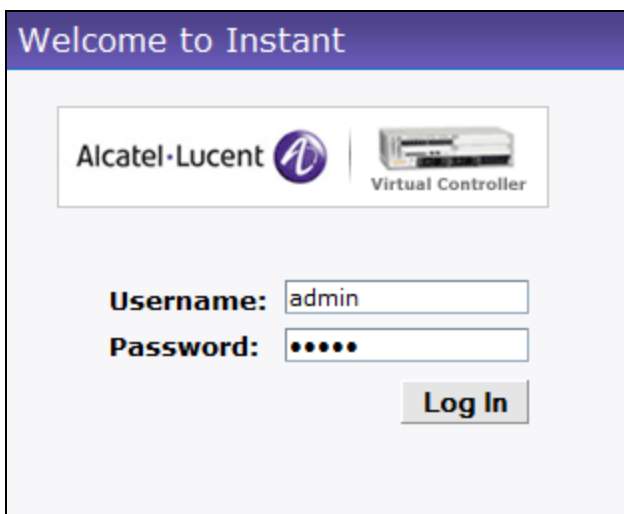 Welcome to Instant
Alcatel·Lucent
Virtual Controller
Username: admin
Password: •••••
Log In